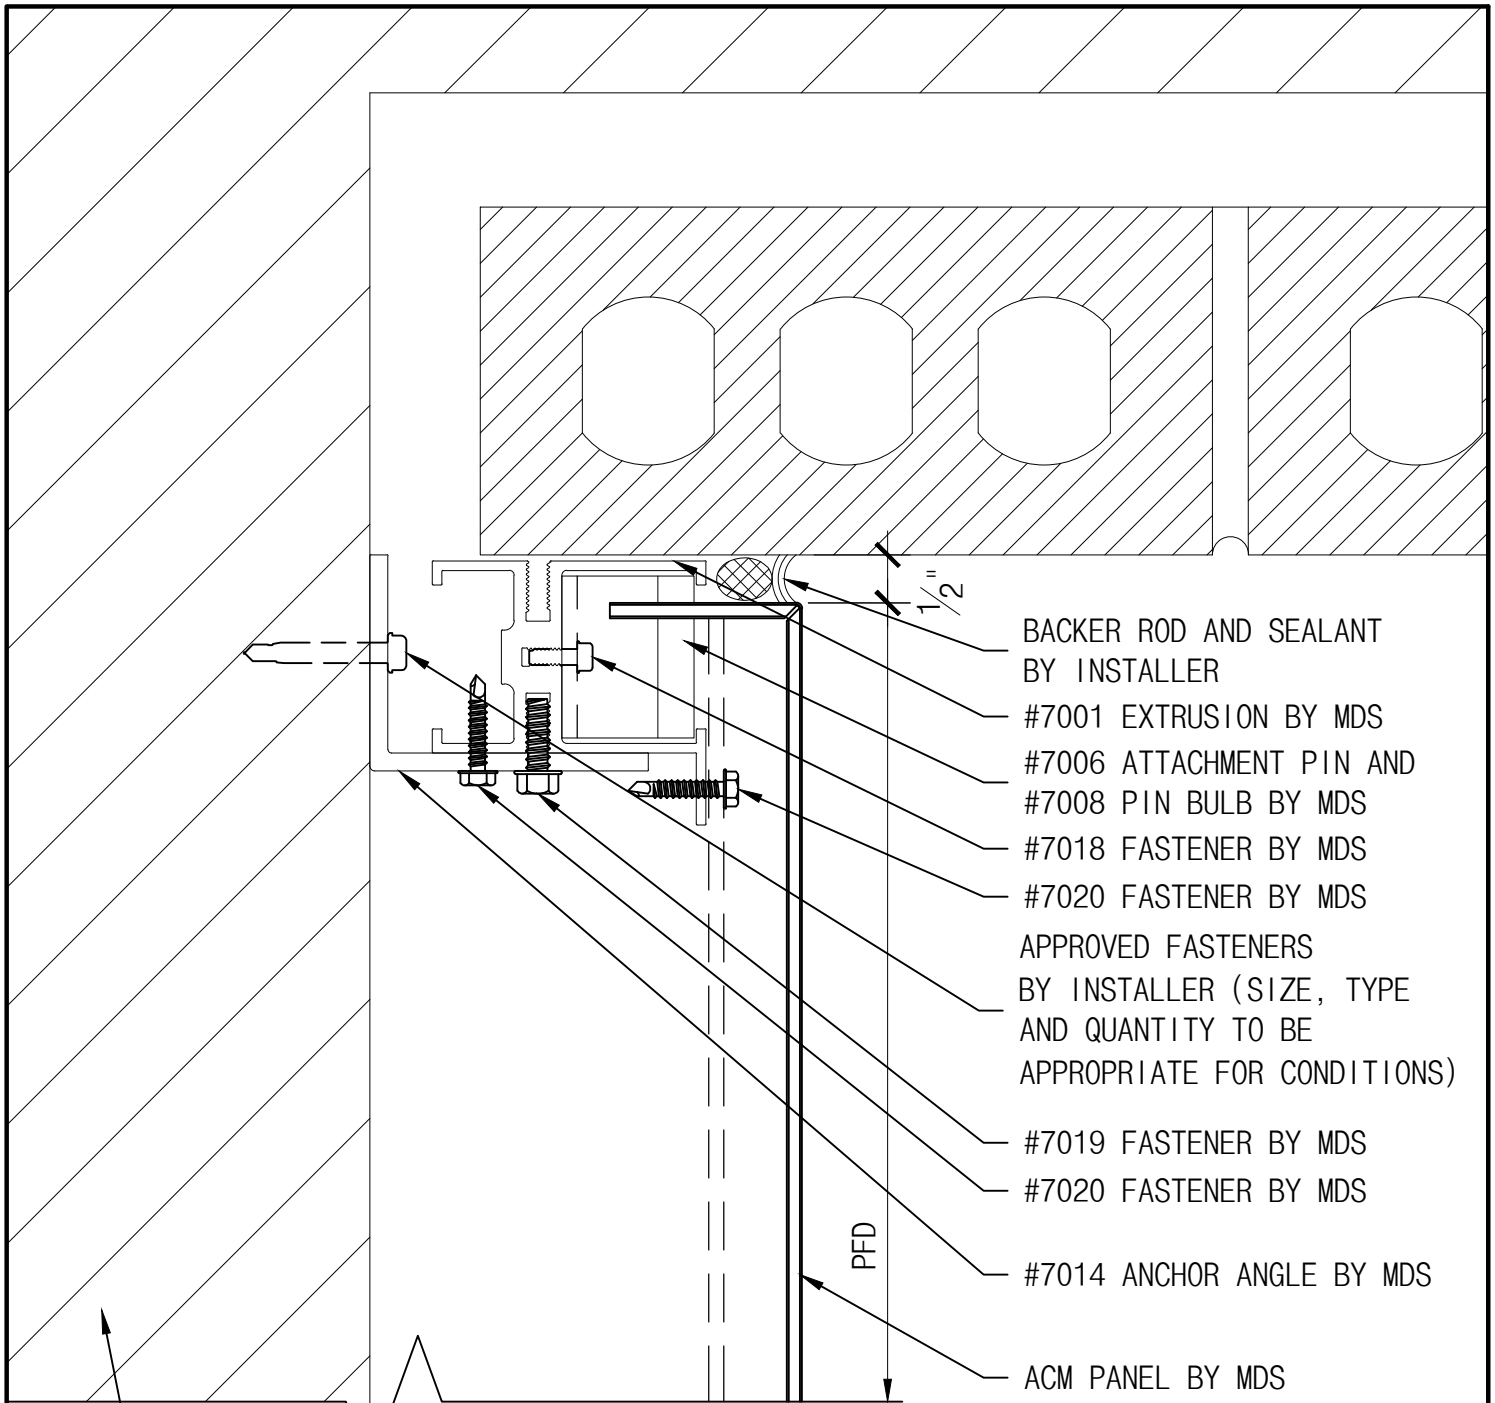 1/2"
BACKER ROD AND SEALANT
BY INSTALLER
#7001 EXTRUSION BY MDS
#7006 ATTACHMENT PIN AND
#7008 PIN BULB BY MDS
#7018 FASTENER BY MDS
#7020 FASTENER BY MDS
APPROVED FASTENERS
BY INSTALLER (SIZE, TYPE
AND QUANTITY TO BE
APPROPRIATE FOR CONDITIONS)
#7019 FASTENER BY MDS
#7020 FASTENER BY MDS
PFD
#7014 ANCHOR ANGLE BY MDS
ACM PANEL BY MDS